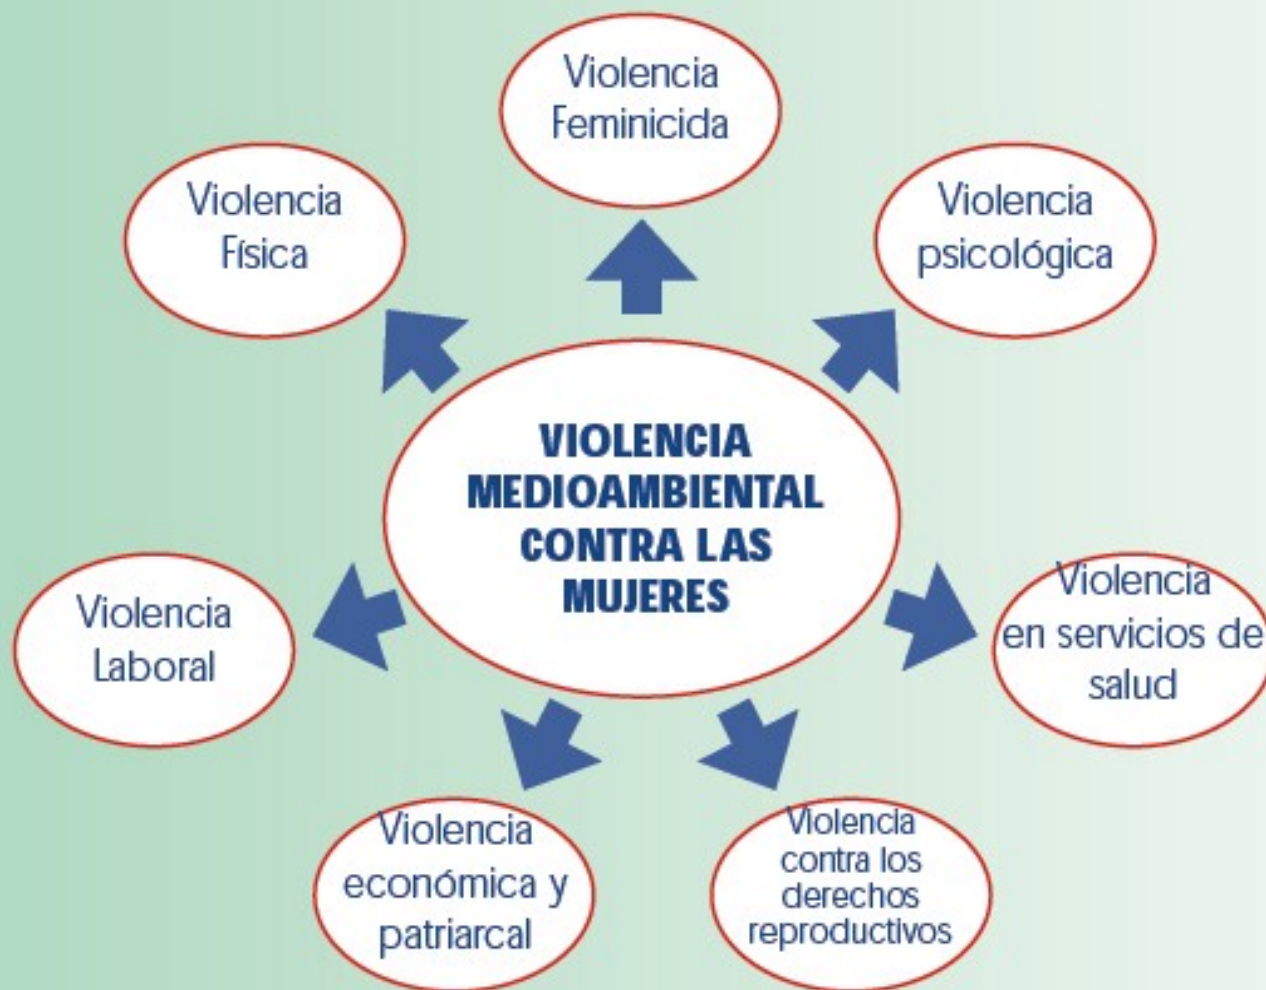 Violencia
Feminicida
Violencia
Física
Violencia
psicológica
VIOLENCIA
MEDIOAMBIENTAL
CONTRA LAS
MUJERES
Violencia
Laboral
Violencia
en servicios de
salud
Violencia
económica y
patriarcal
Violencia
contra los
derechos
reproductivos